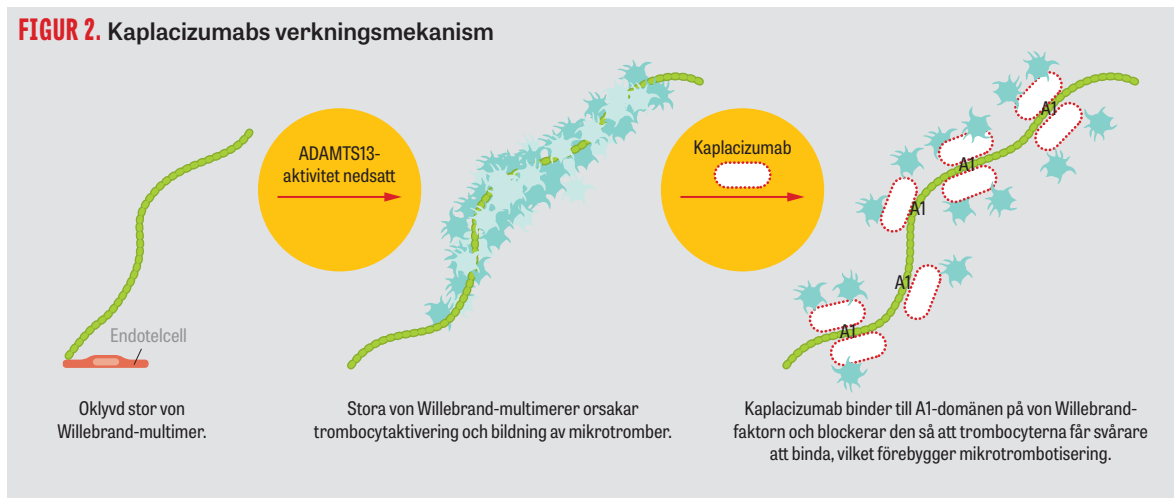 FIGUR 2. Kaplacizumabs verkningsmekanism
Endotelcell
Oklyvd stor von
Willebrand-multimer.
ADAMTS13-
aktivitet nedsatt
Stora von Willebrand-multimerer orsakar
trombocytaktivering och bildning av mikrotromber.
Kaplacizumab
A1
A1
A1
A1
A1
Kaplacizumab binder till A1-domänen på von Willebrand-
faktorn och blockerar den så att trombocyterna får svårare
att binda, vilket förebygger mikrotrombotisering.